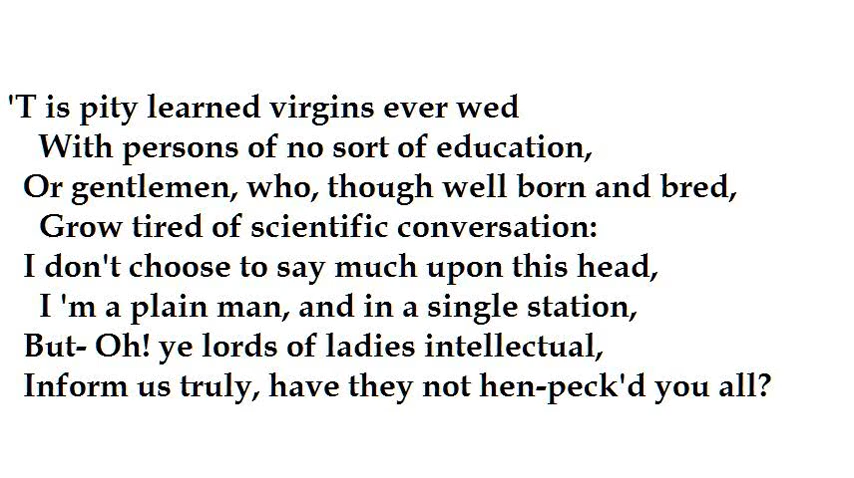 'T is pity learned virgins ever wed
With persons of no sort of education,
Or gentlemen, who, though well born and bred,
Grow tired of scientific conversation:
I don't choose to say much upon this head,
I 'm a plain man, and in a single station,
But- Oh! ye lords of ladies intellectual,
Inform us truly, have they not hen-peck'd you all?